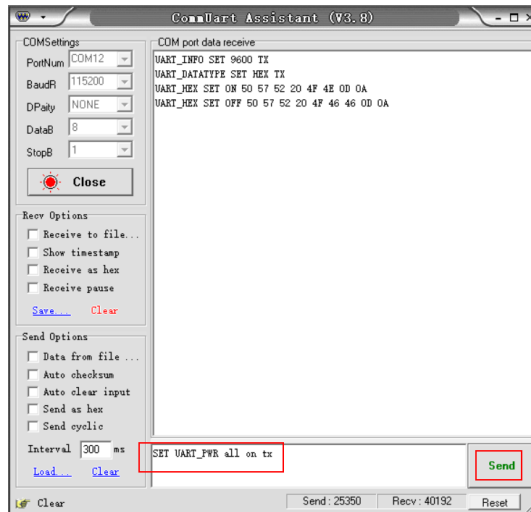 CommUart Assistant (V3.8)
COMSettings
PortNum COM12
BaudR 115200
DPaity NONE
DataB 8
StopB 1
Close
Recv Options
Receive to file...
Show timestamp
Receive as hex
Receive pause
Save... Clear
Send Options
Data from file ...
Auto checksum
Auto clear input
Send as hex
Send cyclic
Interval 300 ms
Load... Clear
COM port data receive
UART_INFO SET 9600 TX
UART_DATATYPE SET HEX TX
UART_HEX SET ON 50 57 52 20 4F 4E 0D 0A
UART_HEX SET OFF 50 57 52 20 4F 46 46 0D 0A
SET UART_PWR all on tx
Send
Clear
Send : 25350
Recv : 40192
Reset